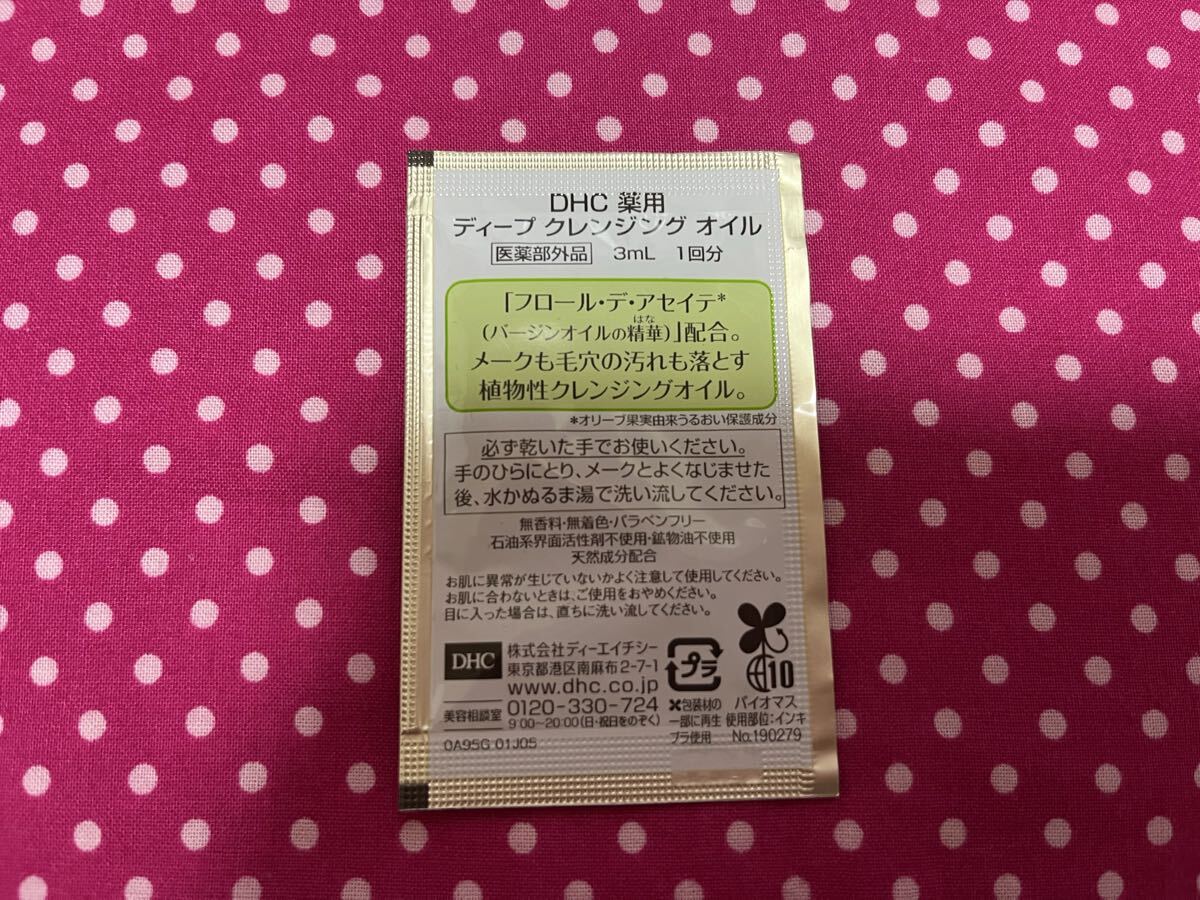 DHC 薬用
ディープ クレンジング オイル
医薬部外品 3mL 1回分
「フロール・デ・アセイテ*
はな
(バージンオイルの精華)」配合。
メークも毛穴の汚れも落とす
植物性クレンジングオイル。
*オリーブ果実由来うるおい保護成分
必ず乾いた手でお使いください。
手のひらにとり、メークとよくなじませた
後、水かぬるま湯で洗い流してください。
無香料・無着色・パラベンフリー
石油系界面活性剤不使用・鉱物油不使用
天然成分配合
お肌に異常が生じていないかよく注意して使用してください。
お肌に合わないときは、ご使用をおやめください。
目に入った場合は、直ちに洗い流してください。
DHC
株式会社ディーエイチシー
東京都港区南麻布2-7-1
www.dhc.co.jp
美容相談室 0120-330-724
9:00~20:00(日・祝日をのぞく)
0A95G 01J05
プラ
包装材の
一部に再生
プラ使用
10
バイオマス
使用部位:インキ
No.190279